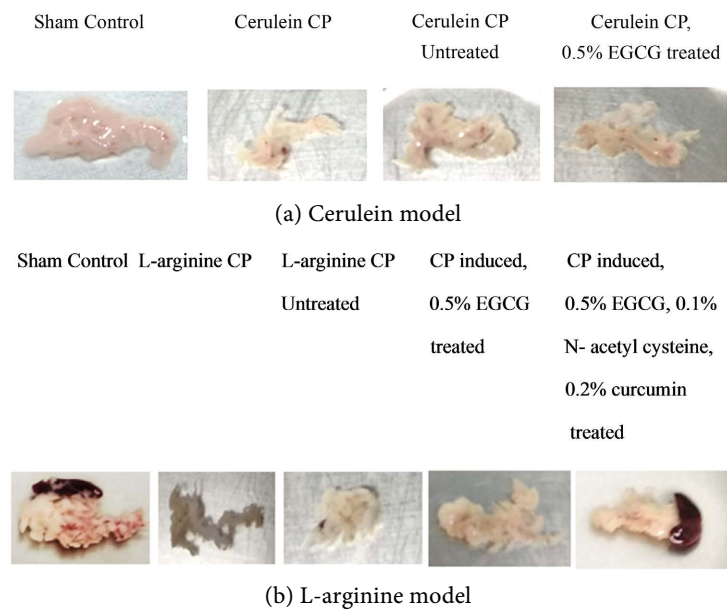 Sham Control
Cerulein CP
Cerulein CP
Untreated
Cerulein CP,
0.5% EGCG treated
(a) Cerulein model
Sham Control
L-arginine CP
L-arginine CP
Untreated
CP induced,
0.5% EGCG
treated
CP induced,
0.5% EGCG, 0.1%
N- acetyl cysteine,
0.2% curcumin
treated
(b) L-arginine model